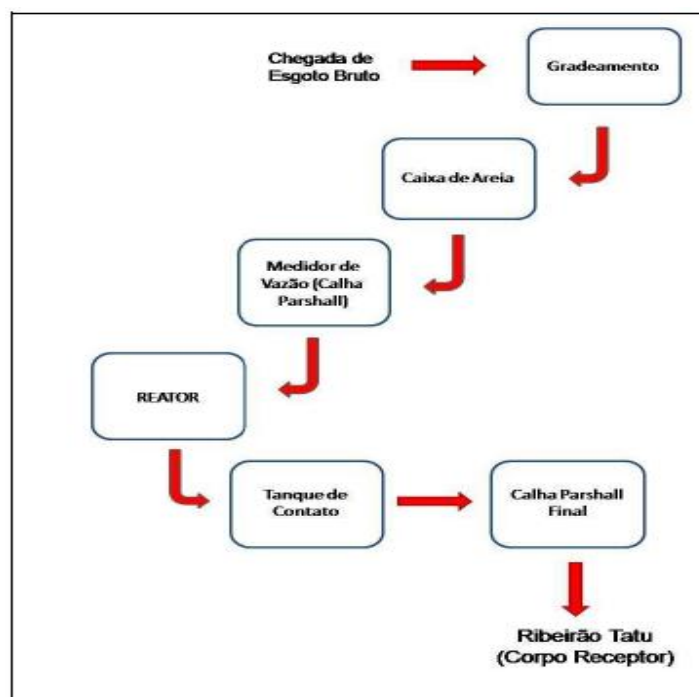 Chegada de
Esgoto Bruto
Gradeamento
Caixa de Areia
Medidor de
Vazão (Calha
Parshall)
REATOR
Tanque de
Contato
Calha Parshall
Final
Ribeirão Tatu
(Corpo Receptor)